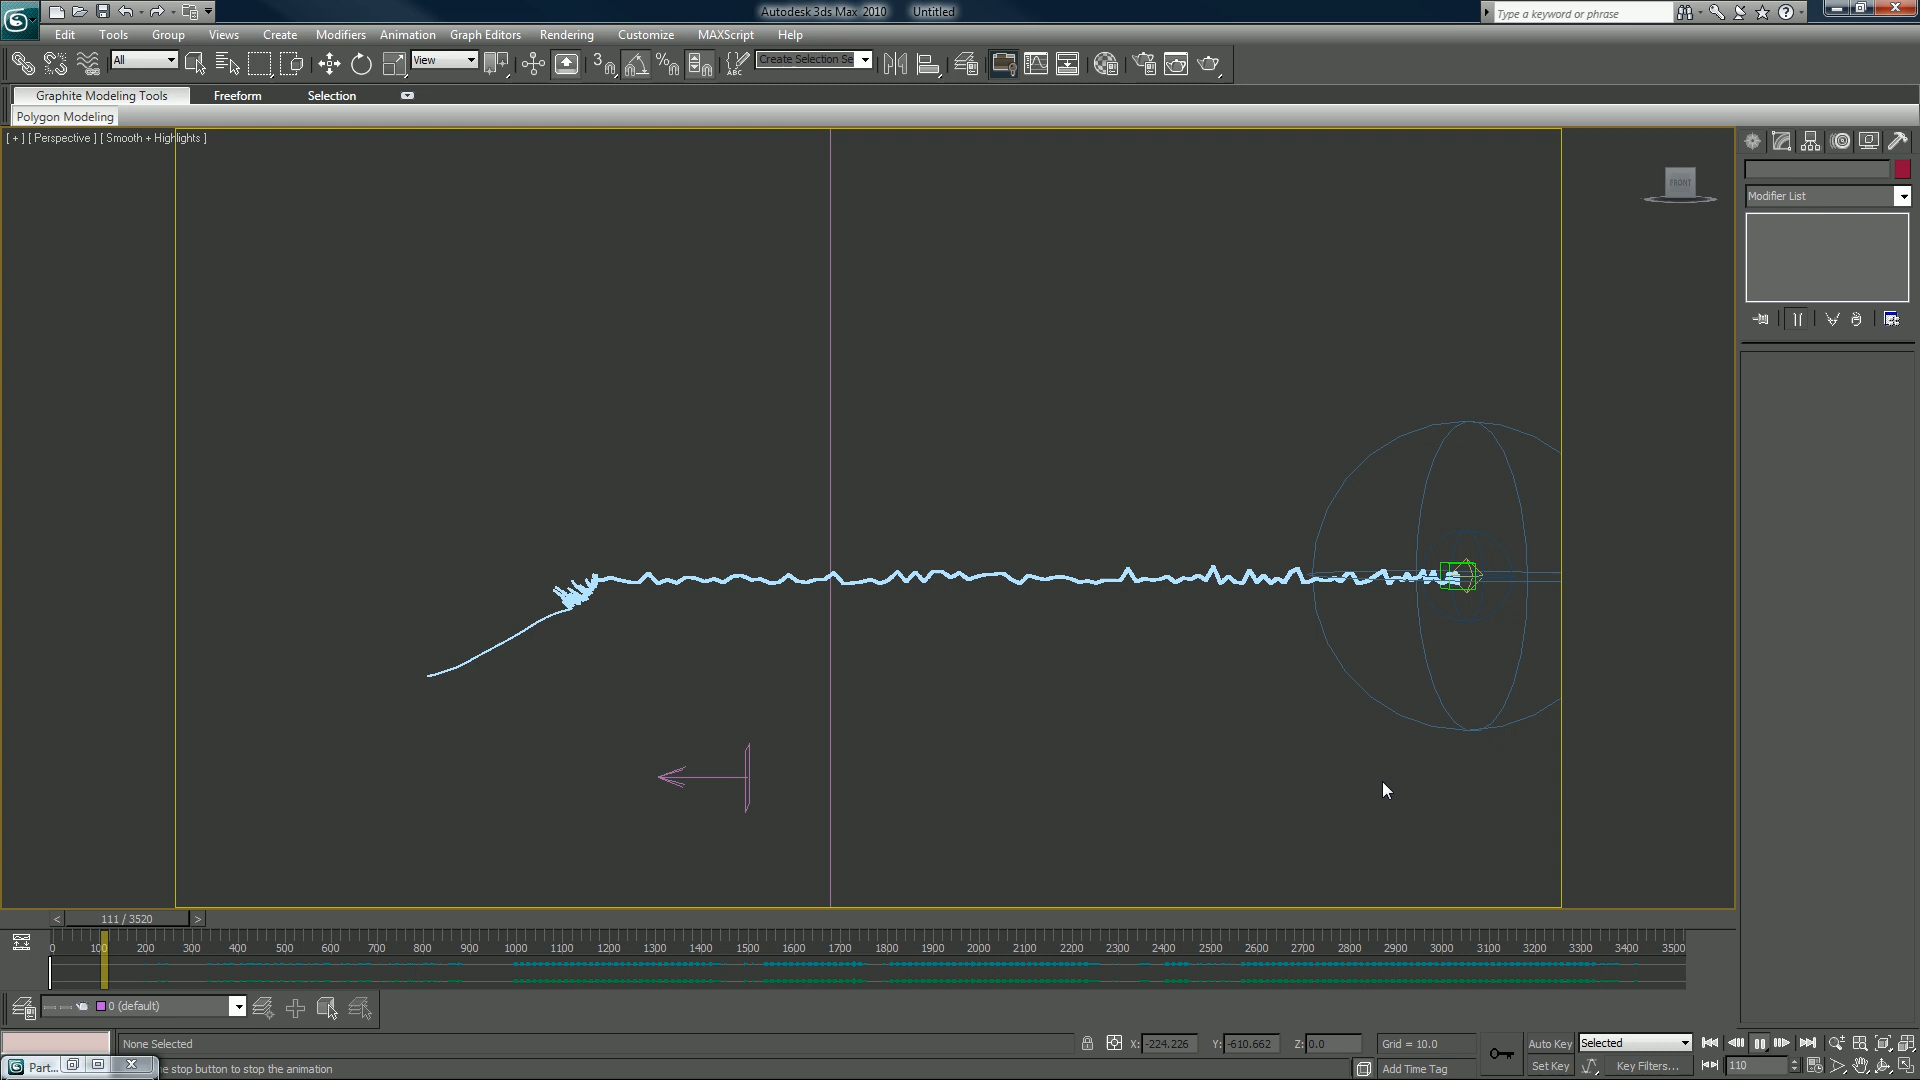 Autodesk 3ds Max 2010 Untitled
Type a keyword or phrase
Edit Tools Group Views Create Modifiers Animation Graph Editors Rendering Customize MAXScript Help
All View Create Selection Se
Graphite Modeling Tools Freeform Selection
Polygon Modeling
[ + ] [ Perspective ] [ Smooth + Highlights ]
FRONT
Modifier List
< 111 / 3520 >
0 100 200 300 400 500 600 700 800 900 1000 1100 1200 1300 1400 1500 1600 1700 1800 1900 2000 2100 2200 2300 2400 2500 2600 2700 2800 2900 3000 3100 3200 3300 3400 3500
0 (default)
None Selected X: -224.226 Y: -610.662 Z: 0.0 Grid = 10.0 Auto Key Selected
Part... e stop button to stop the animation Add Time Tag Set Key Key Filters... 110